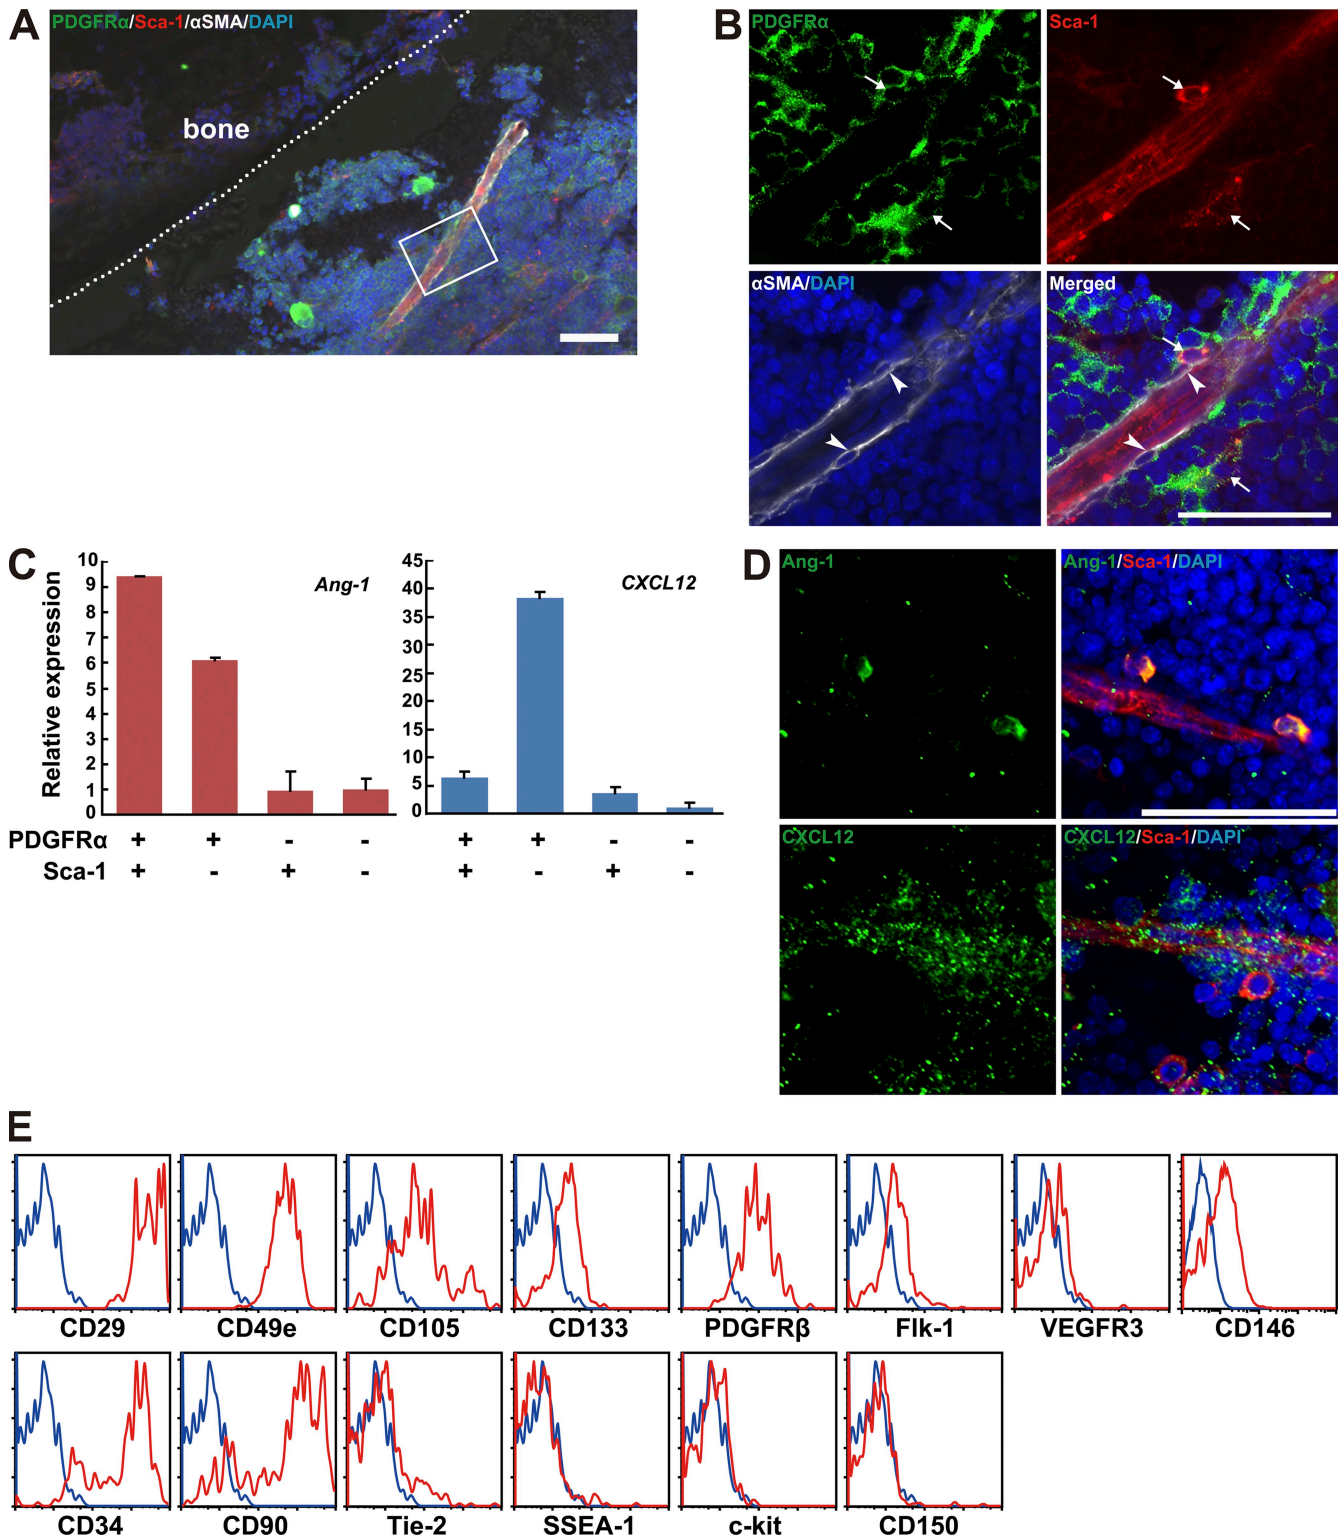 A
PDGFRα/Sca-1/αSMA/DAPI
bone
B
PDGFRα
Sca-1
αSMA/DAPI
Merged
C
Relative expression
10
9
8
7
6
5
4
3
2
1
0
Ang-1
45
40
35
30
25
20
15
10
5
0
CXCL12
PDGFRα + + - - + + - -
Sca-1 + - + - + - + -
D
Ang-1
Ang-1/Sca-1/DAPI
CXCL12
CXCL12/Sca-1/DAPI
E
CD29 CD49e CD105 CD133 PDGFRβ Flk-1 VEGFR3 CD146
CD34 CD90 Tie-2 SSEA-1 c-kit CD150